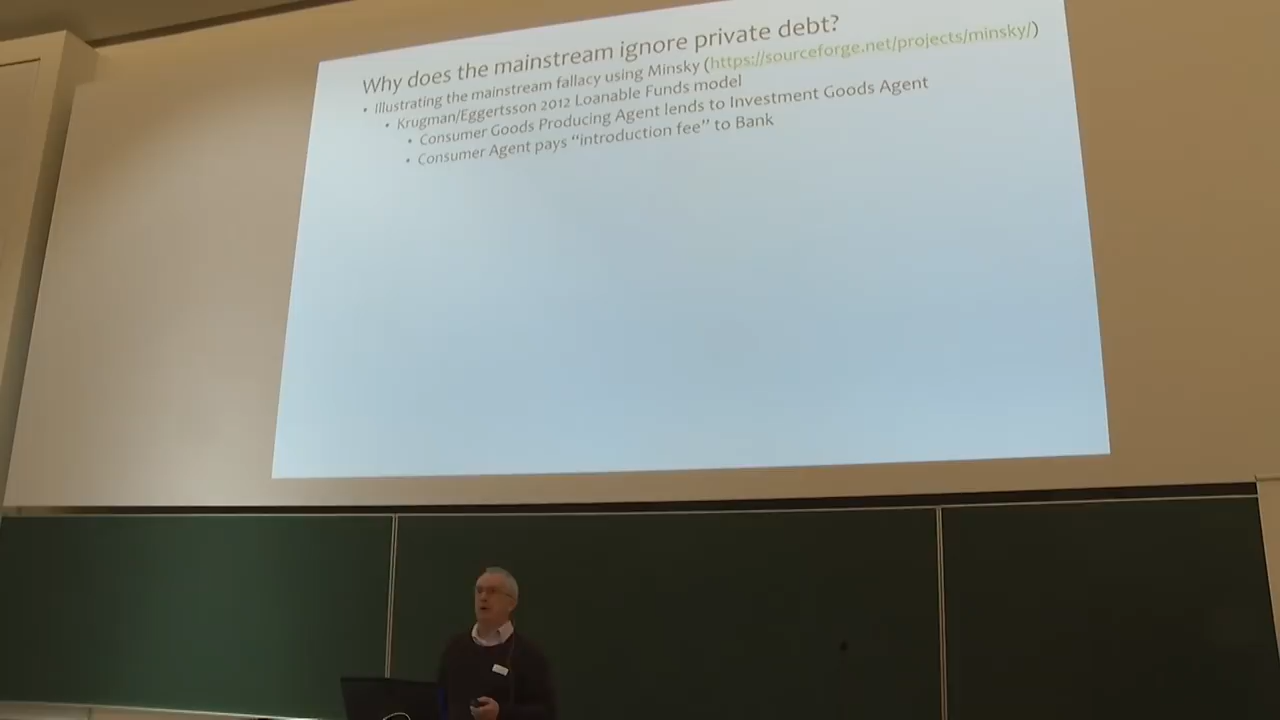 Why does the mainstream ignore private debt?
• Illustrating the mainstream fallacy using Minsky (https://sourceforge.net/projects/minsky/)
• Krugman/Eggertsson 2012 Loanable Funds model
• Consumer Goods Producing Agent lends to Investment Goods Agent
• Consumer Agent pays “introduction fee” to Bank